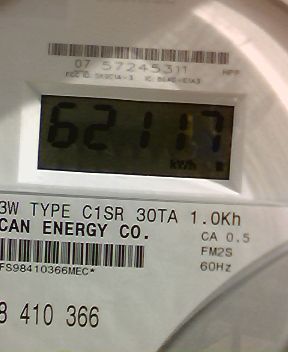 07 57245311
62117
kWh
3W TYPE C1SR 30TA 1.0Kh
CAN ENERGY CO.
CA 0.5
FM2S
60Hz
FS98410366MEC*
8 410 366